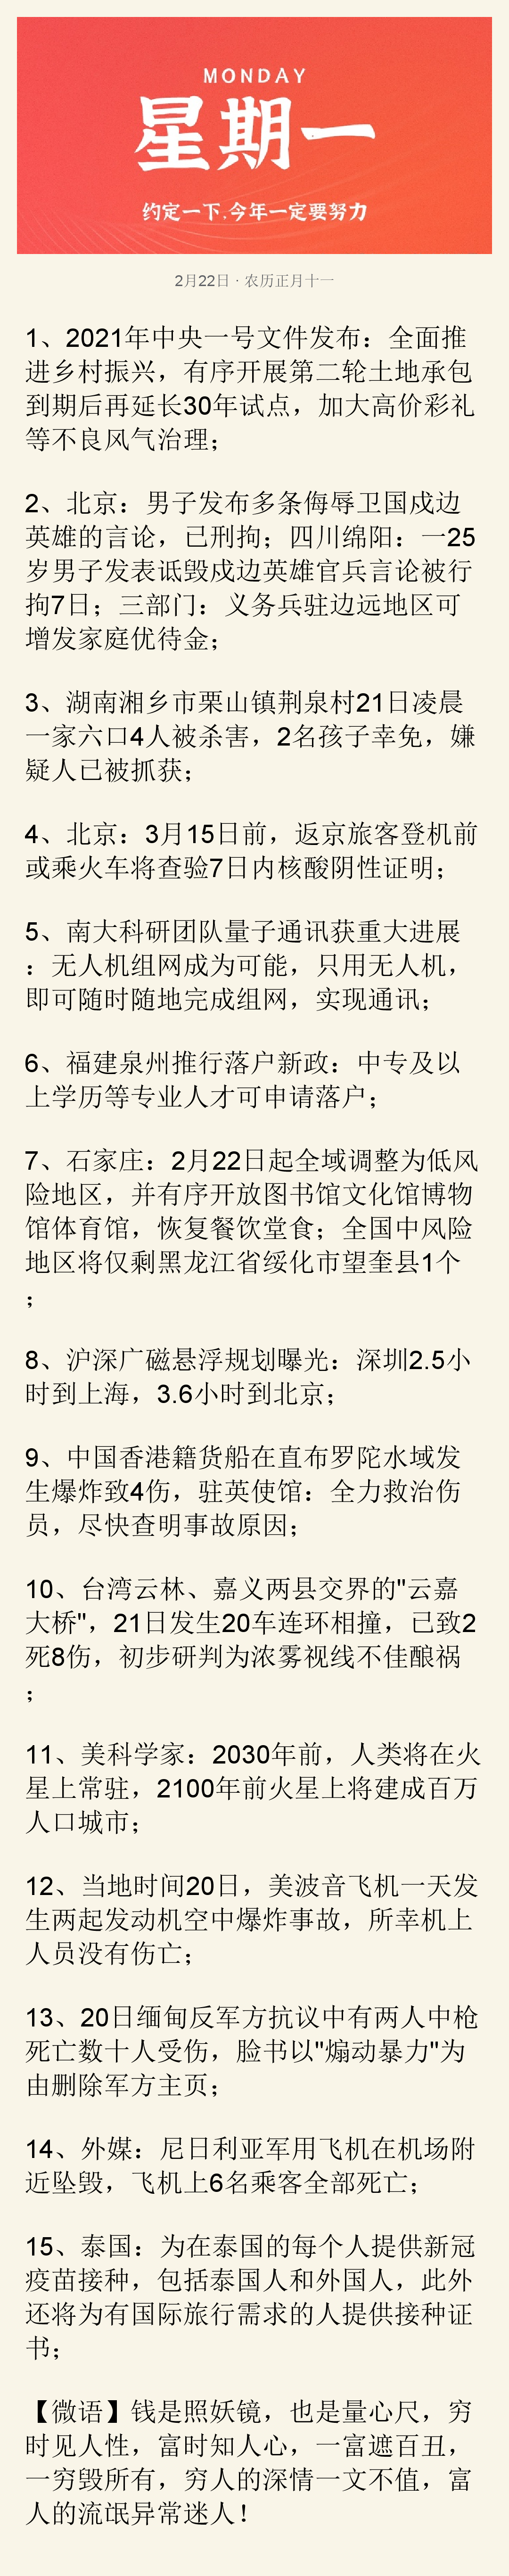 MONDAY
星期一
约定一下,今年一定要努力
2月22日 · 农历正月十一
1、2021年中央一号文件发布：全面推
进乡村振兴，有序开展第二轮土地承包
到期后再延长30年试点，加大高价彩礼
等不良风气治理；
2、北京：男子发布多条侮辱卫国戍边
英雄的言论，已刑拘；四川绵阳：一25
岁男子发表诋毁戍边英雄官兵言论被行
拘7日；三部门：义务兵驻边远地区可
增发家庭优待金；
3、湖南湘乡市栗山镇荆泉村21日凌晨
一家六口4人被杀害，2名孩子幸免，嫌
疑人已被抓获；
4、北京：3月15日前，返京旅客登机前
或乘火车将查验7日内核酸阴性证明；
5、南大科研团队量子通讯获重大进展
：无人机组网成为可能，只用无人机，
即可随时随地完成组网，实现通讯；
6、福建泉州推行落户新政：中专及以
上学历等专业人才可申请落户；
7、石家庄：2月22日起全域调整为低风
险地区，并有序开放图书馆文化馆博物
馆体育馆，恢复餐饮堂食；全国中风险
地区将仅剩黑龙江省绥化市望奎县1个
；
8、沪深广磁悬浮规划曝光：深圳2.5小
时到上海，3.6小时到北京；
9、中国香港籍货船在直布罗陀水域发
生爆炸致4伤，驻英使馆：全力救治伤
员，尽快查明事故原因；
10、台湾云林、嘉义两县交界的"云嘉
大桥"，21日发生20车连环相撞，已致2
死8伤，初步研判为浓雾视线不佳酿祸
；
11、美科学家：2030年前，人类将在火
星上常驻，2100年前火星上将建成百万
人口城市；
12、当地时间20日，美波音飞机一天发
生两起发动机空中爆炸事故，所幸机上
人员没有伤亡；
13、20日缅甸反军方抗议中有两人中枪
死亡数十人受伤，脸书以"煽动暴力"为
由删除军方主页；
14、外媒：尼日利亚军用飞机在机场附
近坠毁，飞机上6名乘客全部死亡；
15、泰国：为在泰国的每个人提供新冠
疫苗接种，包括泰国人和外国人，此外
还将为有国际旅行需求的人提供接种证
书；
【微语】钱是照妖镜，也是量心尺，穷
时见人性，富时知人心，一富遮百丑，
一穷毁所有，穷人的深情一文不值，富
人的流氓异常迷人！